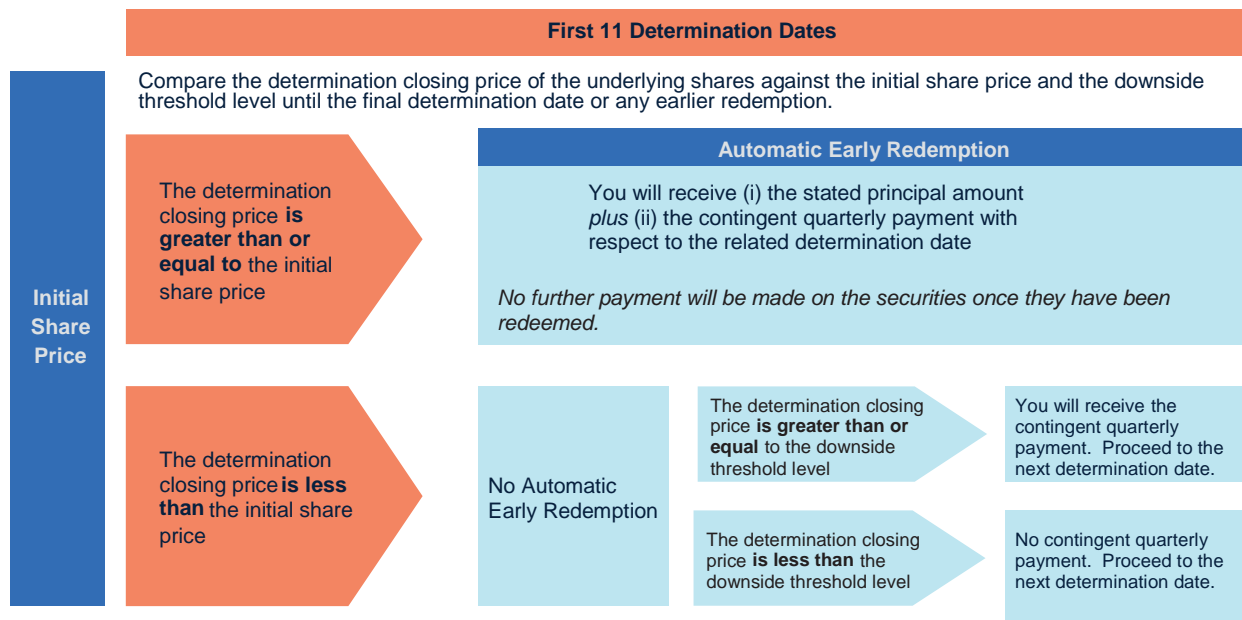 First 11 Determination Dates
Compare the determination closing price of the underlying shares against the initial share price and the downside
threshold level until the final determination date or any earlier redemption.
Initial
Share
Price
The determination
closing price is
greater than or
equal to the initial
share price
Automatic Early Redemption
You will receive (i) the stated principal amount
plus (ii) the contingent quarterly payment with
respect to the related determination date
No further payment will be made on the securities once they have been
redeemed.
The determination
closing price is less
than the initial share
price
No Automatic
Early Redemption
The determination closing
price is greater than or
equal to the downside
threshold level
You will receive the
contingent quarterly
payment. Proceed to the
next determination date.
The determination closing
price is less than the
downside threshold level
No contingent quarterly
payment. Proceed to the
next determination date.